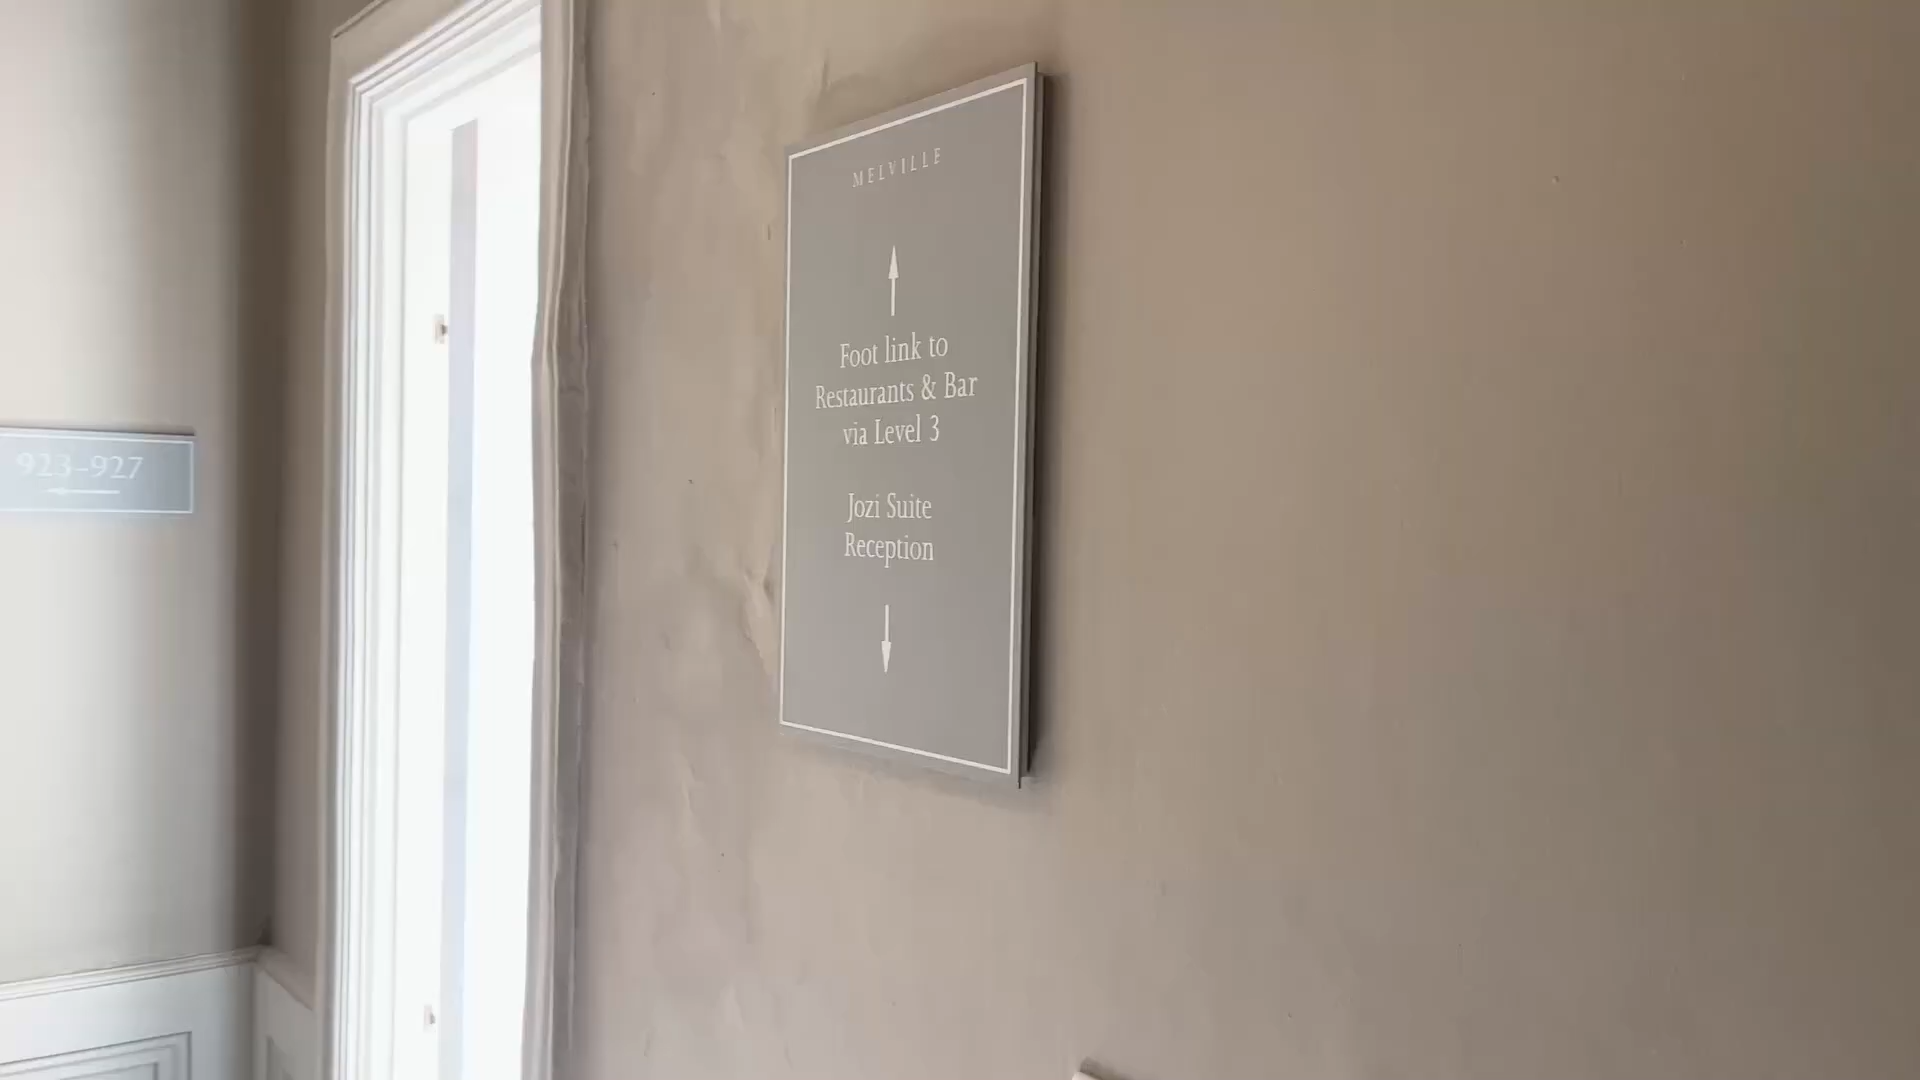 923-927
MELVILLE
Foot link to
Restaurants & Bar
via Level 3
Jozi Suite
Reception